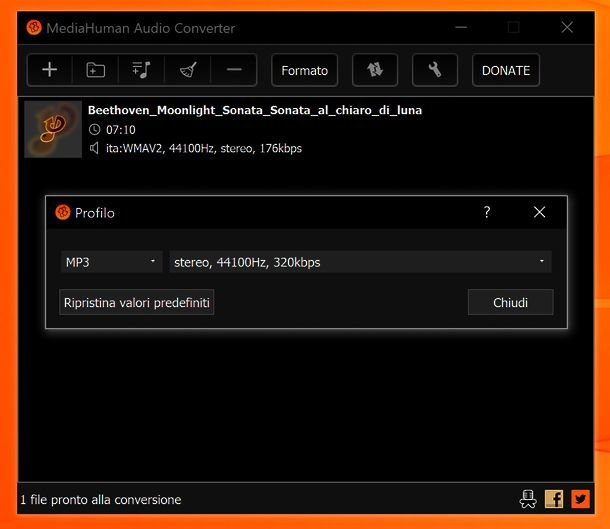 MediaHuman Audio Converter
Formato
DONATE
Beethoven_Moonlight_Sonata_Sonata_al_chiaro_di_luna
07:10
ita:WMAV2, 44100Hz, stereo, 176kbps
Profilo
?
MP3
stereo, 44100Hz, 320kbps
Ripristina valori predefiniti
Chiudi
1 file pronto alla conversione